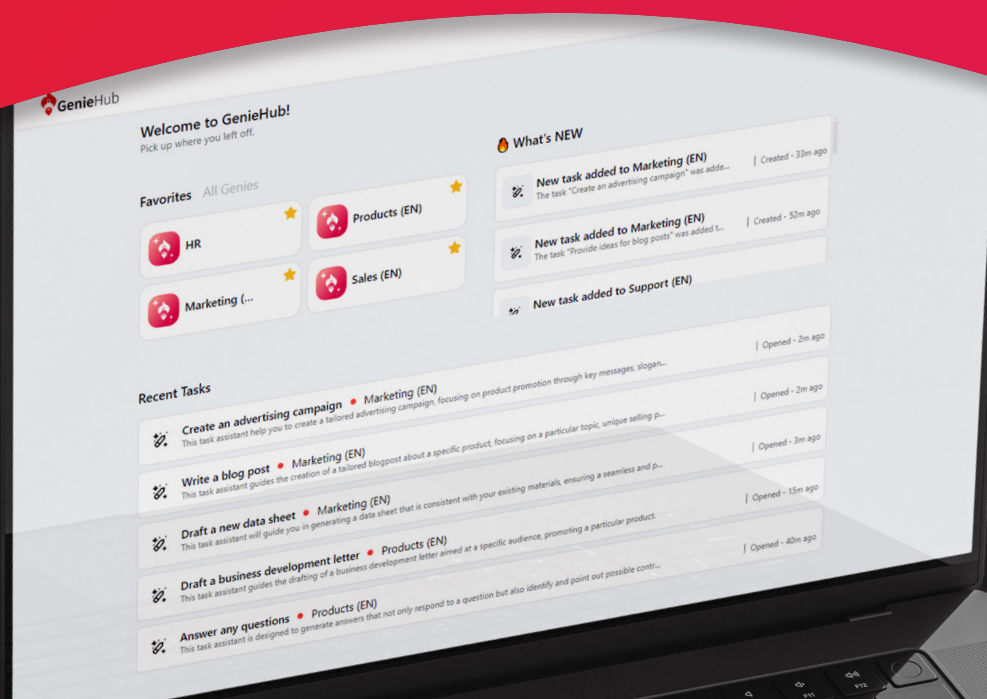 GenieHub
Welcome to GenieHub!
Pick up where you left off.
Favorites All Genies
HR
Products (EN)
Marketing (...
Sales (EN)
🔥 What's NEW
New task added to Marketing (EN)
The task "Create an advertising campaign" was adde...
| Created - 33m ago
New task added to Marketing (EN)
The task "Provide ideas for blog posts" was added t...
| Created - 52m ago
New task added to Support (EN)
Recent Tasks
Create an advertising campaign • Marketing (EN)
This task assistant help you to create a tailored advertising campaign, focusing on product promotion through key messages, slogan...
| Opened - 2m ago
Write a blog post • Marketing (EN)
This task assistant guides the creation of a tailored blogpost about a specific product, focusing on a particular topic, unique selling p...
| Opened - 2m ago
Draft a new data sheet • Marketing (EN)
This task assistant will guide you in generating a data sheet that is consistent with your existing materials, ensuring a seamless and p...
| Opened - 3m ago
Draft a business development letter • Products (EN)
This task assistant guides the drafting of a business development letter aimed at a specific audience, promoting a particular product.
| Opened - 15m ago
Answer any questions • Products (EN)
This task assistant is designed to generate answers that not only respond to a question but also identify and point out possible contr...
| Opened - 40m ago
F11
F12